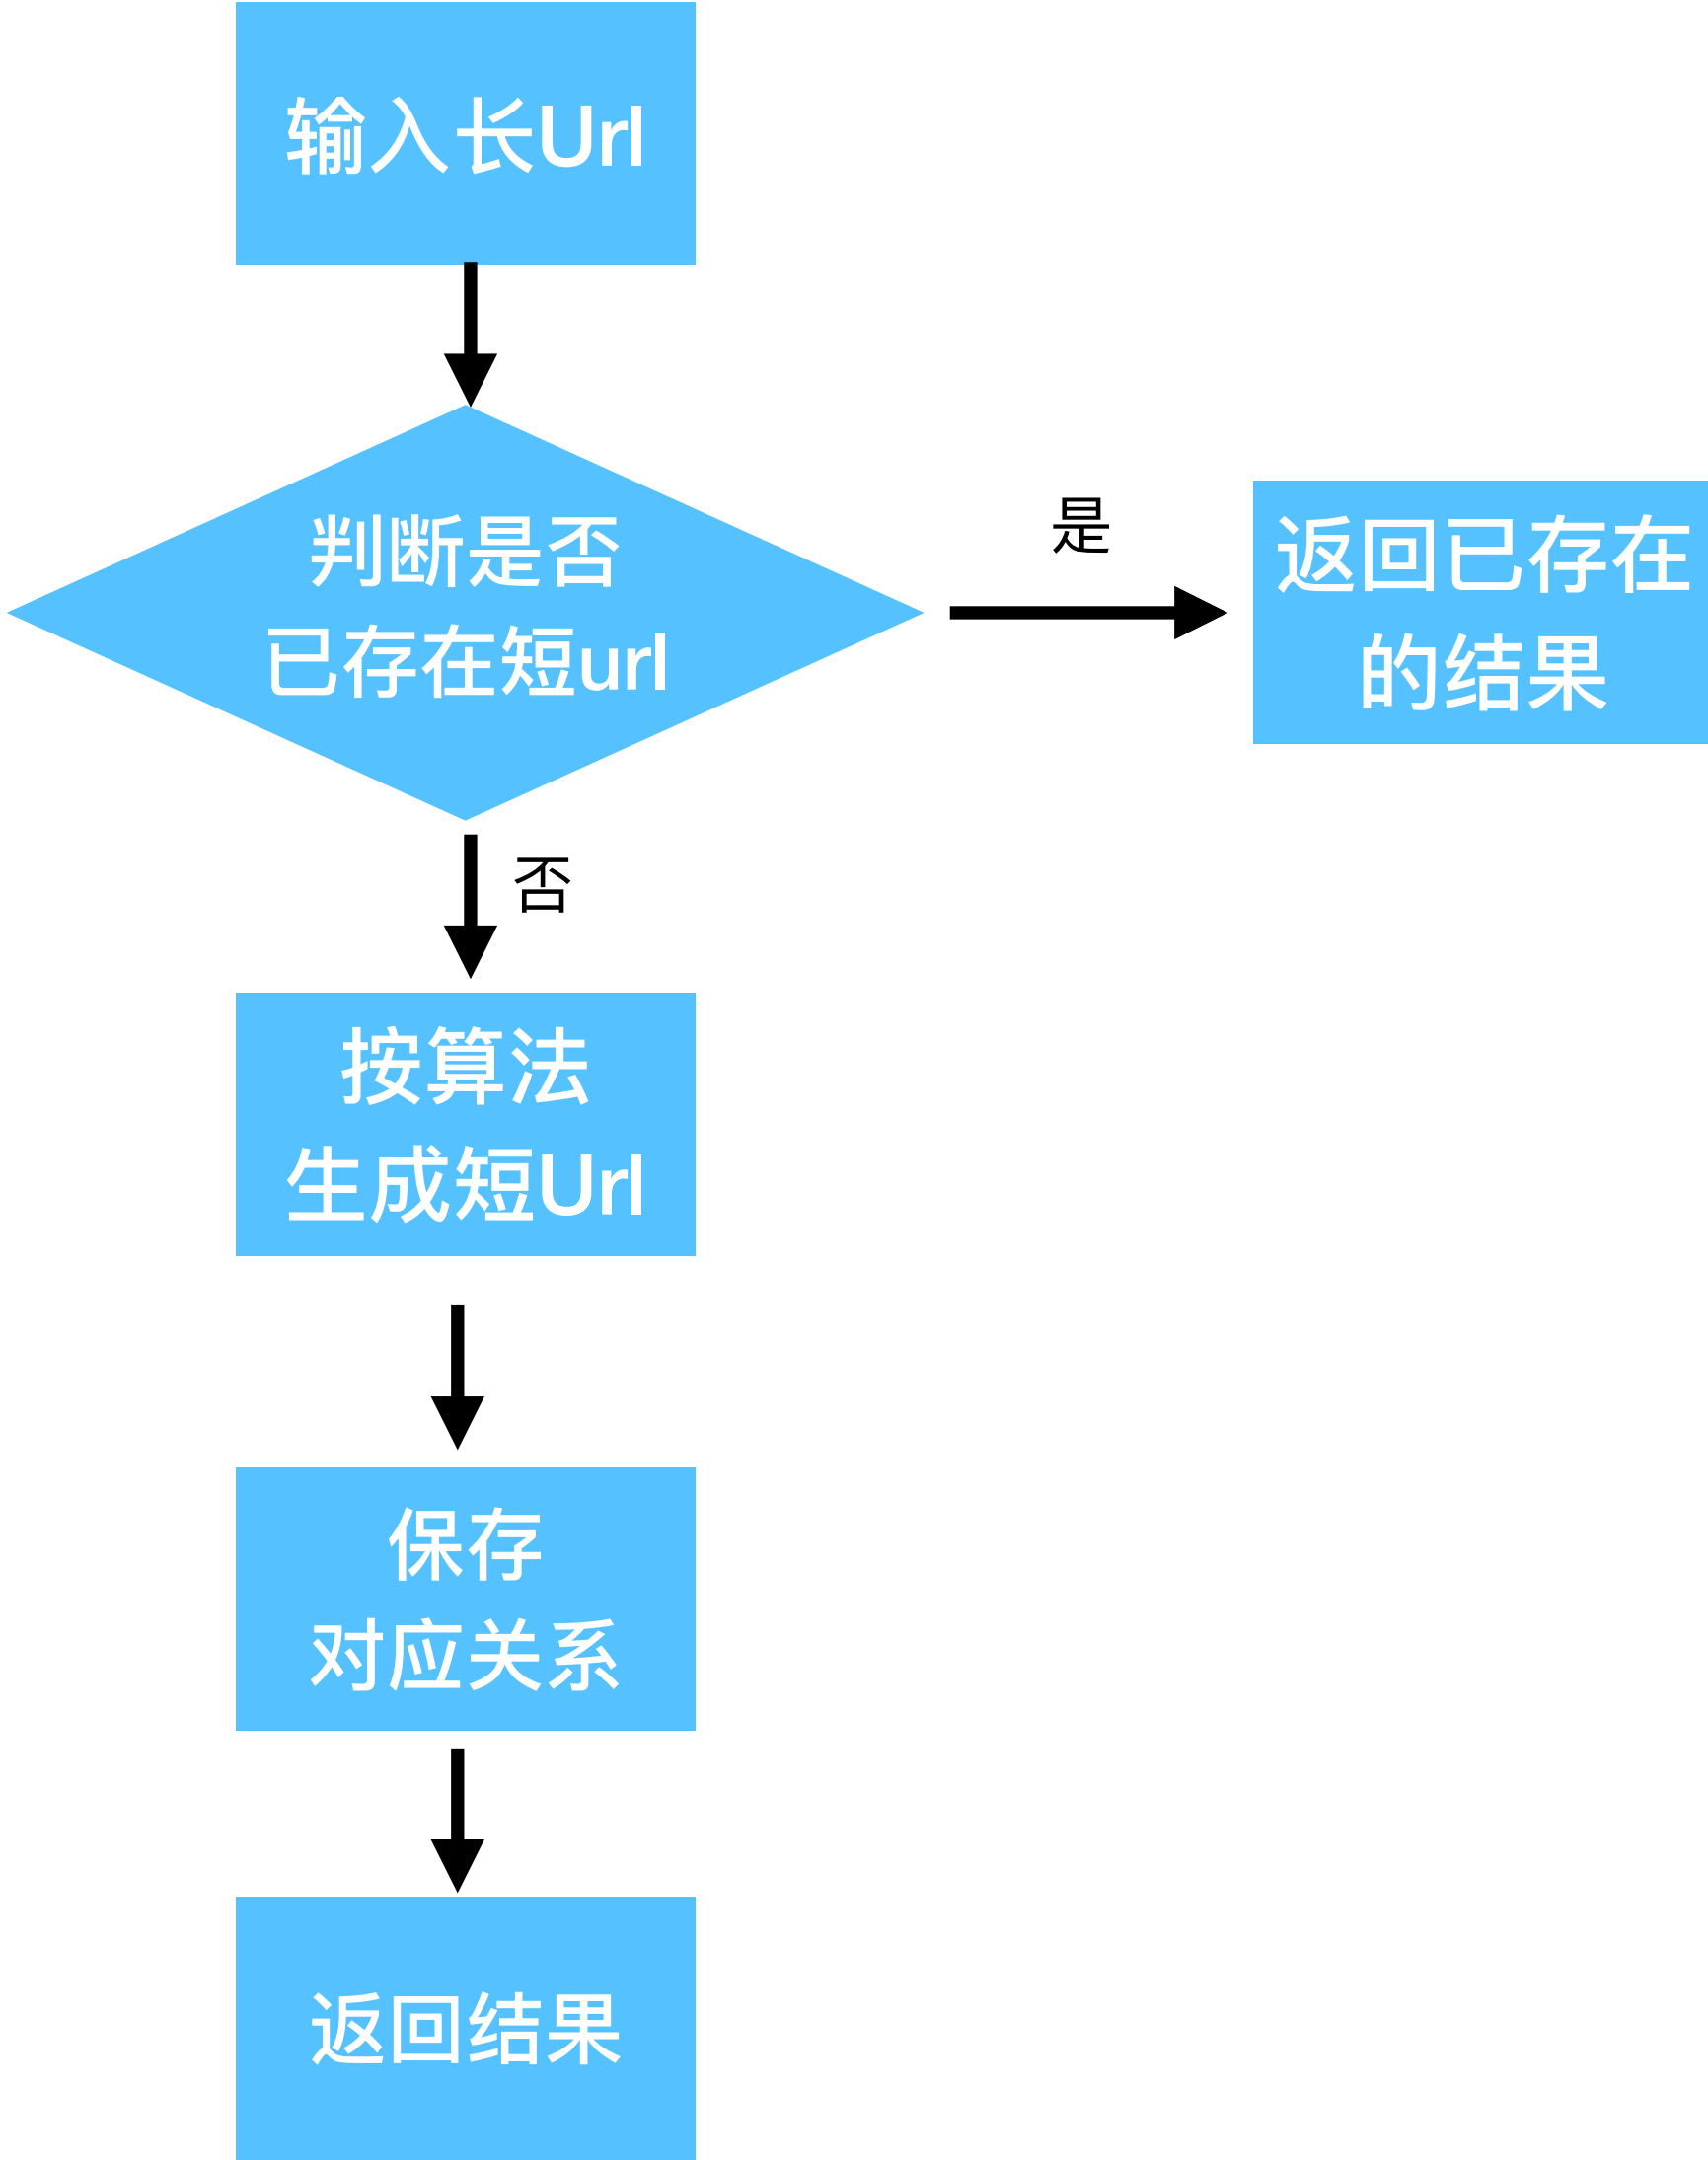 输入长Url
判断是否
已存在短url
是
返回已存在
的结果
否
按算法
生成短Url
保存
对应关系
返回结果